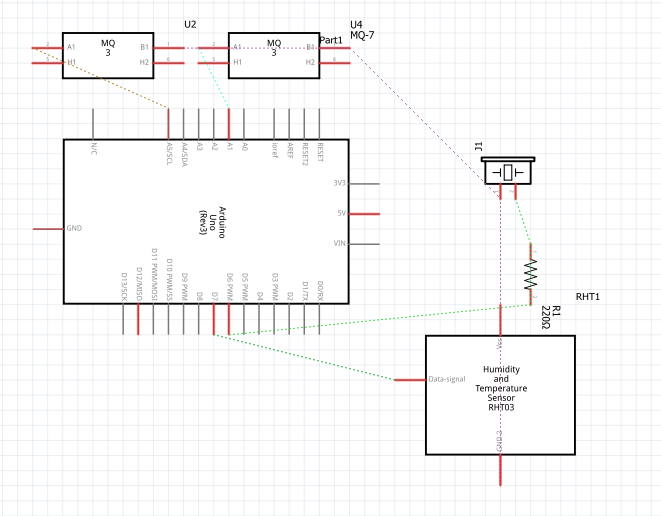 U2
U4
MQ-7
Part1
MQ
3
A1
H1
B1
H2
MQ
3
A1
H1
B1
H2
J1
N/C
A5/SCL
A4/SDA
A3
A2
A1
A0
ioref
AREF
RESET2
RESET
3V3
5V
VIN
GND
Arduino
Uno
(Rev3)
D13/SCK
D12/MISO
D11 PWM/MOSI
D10 PWM/SS
D9 PWM
D8
D7
D6 PWM
D5 PWM
D4
D3 PWM
D2
D1/TX
D0/RX
R1
220Ω
RHT1
Data-signal
Humidity
and
Temperature
Sensor
RHT03
GND